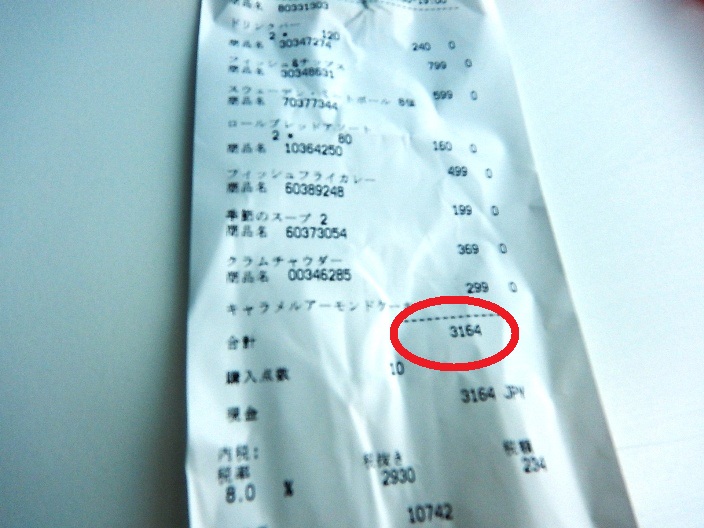 商品名 80331303
ドリンクバー
2 * 120 240 0
商品名 30347274
フィッシュ&チップス 799 0
商品名 30348631
スウェーデンミートボール 8個 599 0
商品名 70377344
ロールブレッドアソート
2 * 80 160 0
商品名 10364250
フィッシュフライカレー 499 0
商品名 60389248
季節のスープ 2 199 0
商品名 60373054
クラムチャウダー 369 0
商品名 00346285
キャラメルアーモンドケーキ 299 0
合計 3164
購入点数 10
現金 3164 JPY
内税: 税抜き 税額
税率 2930 234
8.0 %
10742